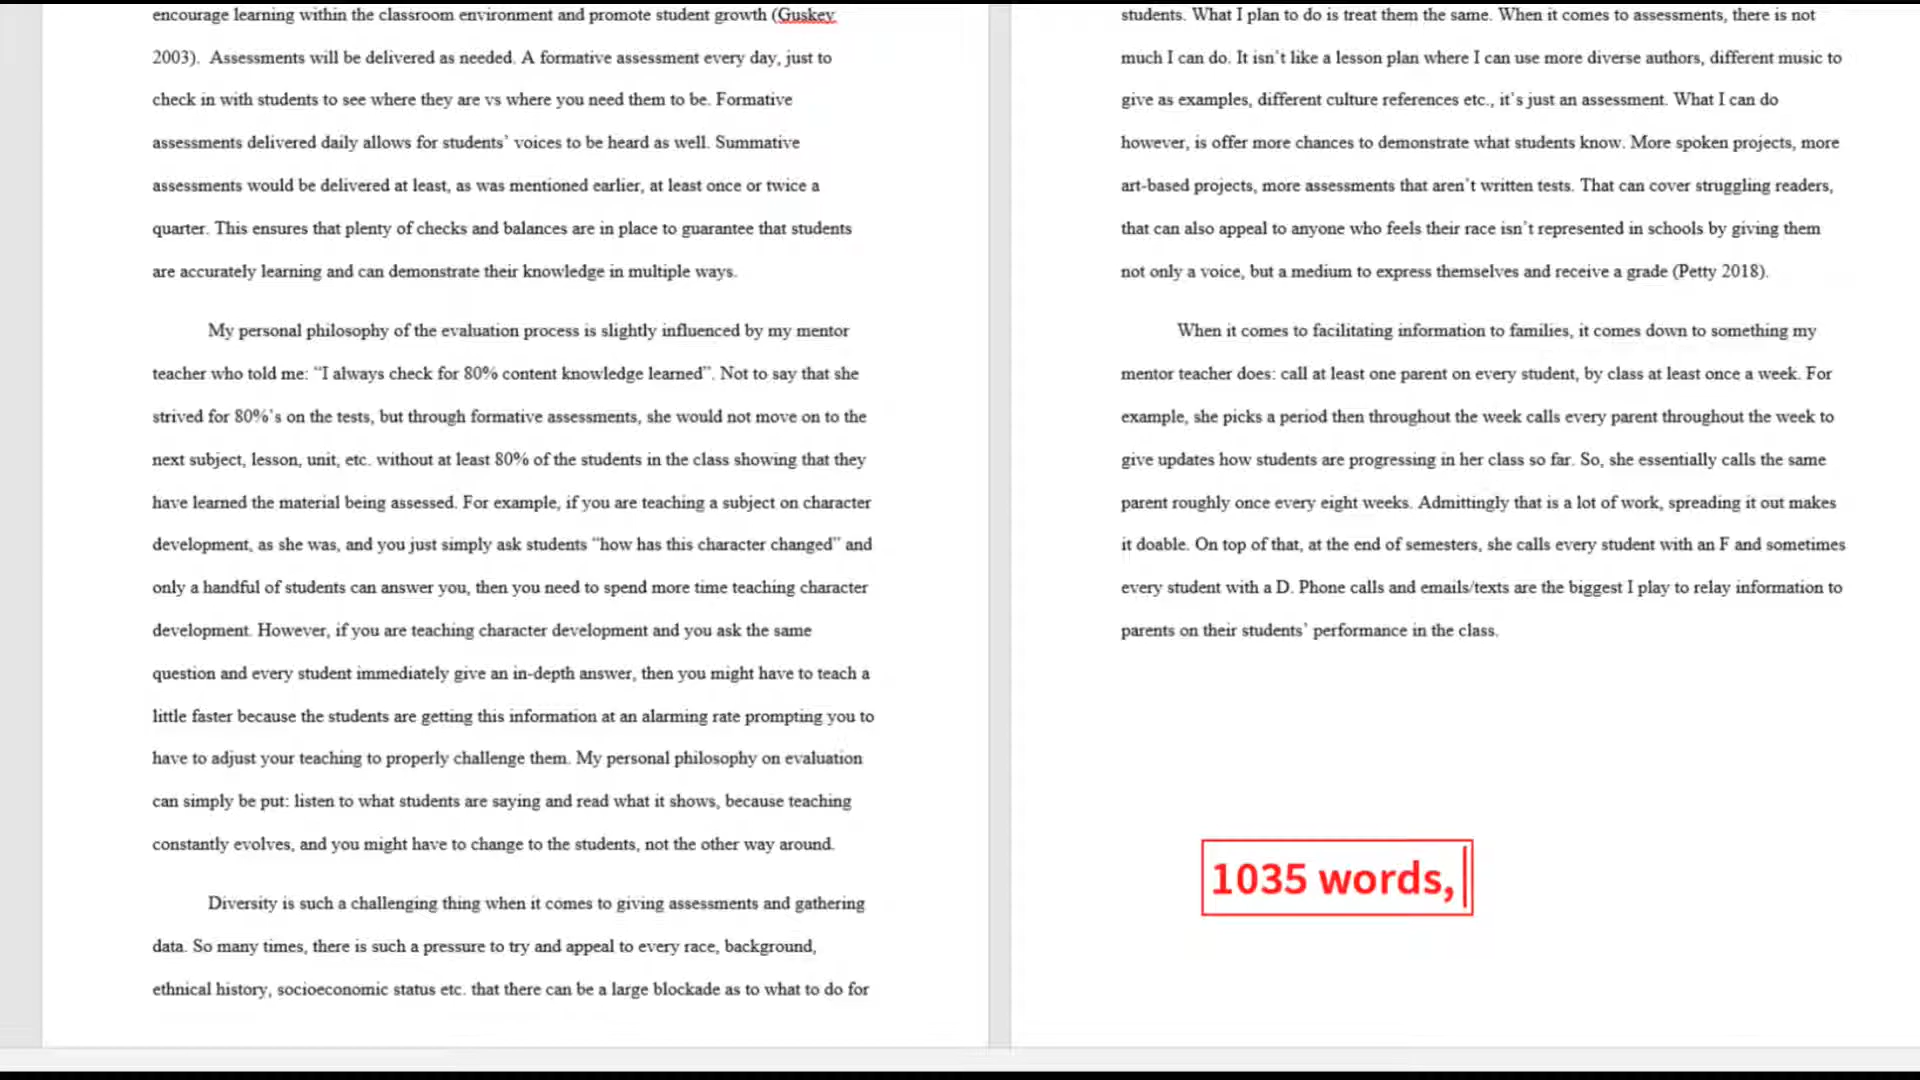 encourage learning within the classroom environment and promote student growth (Guskey
2003).  Assessments will be delivered as needed. A formative assessment every day, just to
check in with students to see where they are vs where you need them to be. Formative
assessments delivered daily allows for students’ voices to be heard as well. Summative
assessments would be delivered at least, as was mentioned earlier, at least once or twice a
quarter. This ensures that plenty of checks and balances are in place to guarantee that students
are accurately learning and can demonstrate their knowledge in multiple ways.
My personal philosophy of the evaluation process is slightly influenced by my mentor
teacher who told me: “I always check for 80% content knowledge learned”. Not to say that she
strived for 80%’s on the tests, but through formative assessments, she would not move on to the
next subject, lesson, unit, etc. without at least 80% of the students in the class showing that they
have learned the material being assessed. For example, if you are teaching a subject on character
development, as she was, and you just simply ask students “how has this character changed” and
only a handful of students can answer you, then you need to spend more time teaching character
development. However, if you are teaching character development and you ask the same
question and every student immediately give an in-depth answer, then you might have to teach a
little faster because the students are getting this information at an alarming rate prompting you to
have to adjust your teaching to properly challenge them. My personal philosophy on evaluation
can simply be put: listen to what students are saying and read what it shows, because teaching
constantly evolves, and you might have to change to the students, not the other way around.
Diversity is such a challenging thing when it comes to giving assessments and gathering
data. So many times, there is such a pressure to try and appeal to every race, background,
ethnical history, socioeconomic status etc. that there can be a large blockade as to what to do for
students. What I plan to do is treat them the same. When it comes to assessments, there is not
much I can do. It isn’t like a lesson plan where I can use more diverse authors, different music to
give as examples, different culture references etc., it’s just an assessment. What I can do
however, is offer more chances to demonstrate what students know. More spoken projects, more
art-based projects, more assessments that aren’t written tests. That can cover struggling readers,
that can also appeal to anyone who feels their race isn’t represented in schools by giving them
not only a voice, but a medium to express themselves and receive a grade (Petty 2018).
When it comes to facilitating information to families, it comes down to something my
mentor teacher does: call at least one parent on every student, by class at least once a week. For
example, she picks a period then throughout the week calls every parent throughout the week to
give updates how students are progressing in her class so far. So, she essentially calls the same
parent roughly once every eight weeks. Admittingly that is a lot of work, spreading it out makes
it doable. On top of that, at the end of semesters, she calls every student with an F and sometimes
every student with a D. Phone calls and emails/texts are the biggest I play to relay information to
parents on their students’ performance in the class.
1035 words,